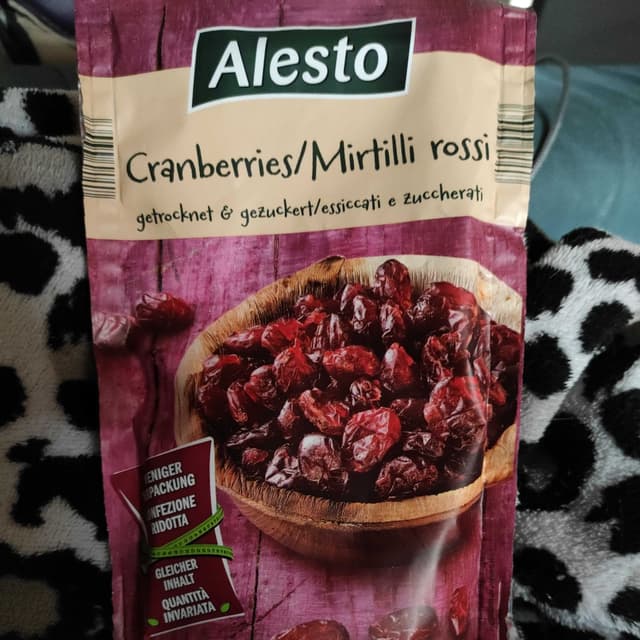 Alesto
Cranberries/Mirtilli rossi
getrocknet & gezuckert/essiccati e zuccherati
WENIGER
VERPACKUNG
CONFEZIONE
RIDOTTA
GLEICHER
INHALT
QUANTITÀ
INVARIATA